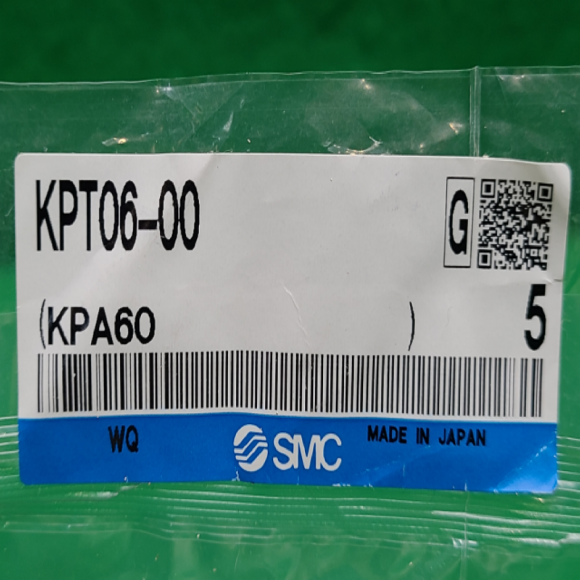 KPT06-00 G
(KPA60 ) 5
WQ SMC MADE IN JAPAN